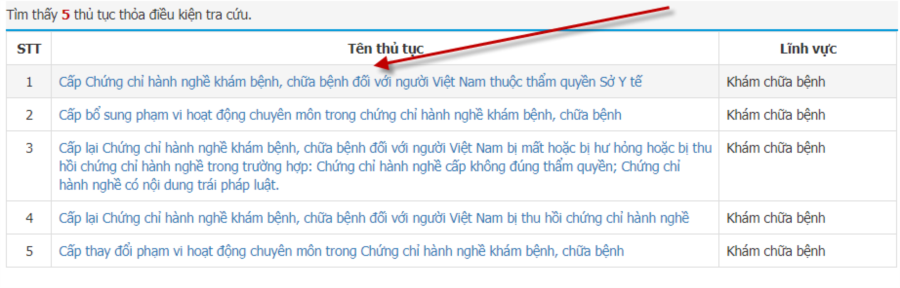 Tìm thấy 5 thủ tục thỏa điều kiện tra cứu.
STT Tên thủ tục Lĩnh vực
1 Cấp Chứng chỉ hành nghề khám bệnh, chữa bệnh đối với người Việt Nam thuộc thẩm quyền Sở Y tế Khám chữa bệnh
2 Cấp bổ sung phạm vi hoạt động chuyên môn trong chứng chỉ hành nghề khám bệnh, chữa bệnh Khám chữa bệnh
3 Cấp lại Chứng chỉ hành nghề khám bệnh, chữa bệnh đối với người Việt Nam bị mất hoặc bị hư hỏng hoặc bị thu Khám chữa bệnh
hồi chứng chỉ hành nghề trong trường hợp: Chứng chỉ hành nghề cấp không đúng thẩm quyền; Chứng chỉ
hành nghề có nội dung trái pháp luật.
4 Cấp lại Chứng chỉ hành nghề khám bệnh, chữa bệnh đối với người Việt Nam bị thu hồi chứng chỉ hành nghề Khám chữa bệnh
5 Cấp thay đổi phạm vi hoạt động chuyên môn trong Chứng chỉ hành nghề khám bệnh, chữa bệnh Khám chữa bệnh